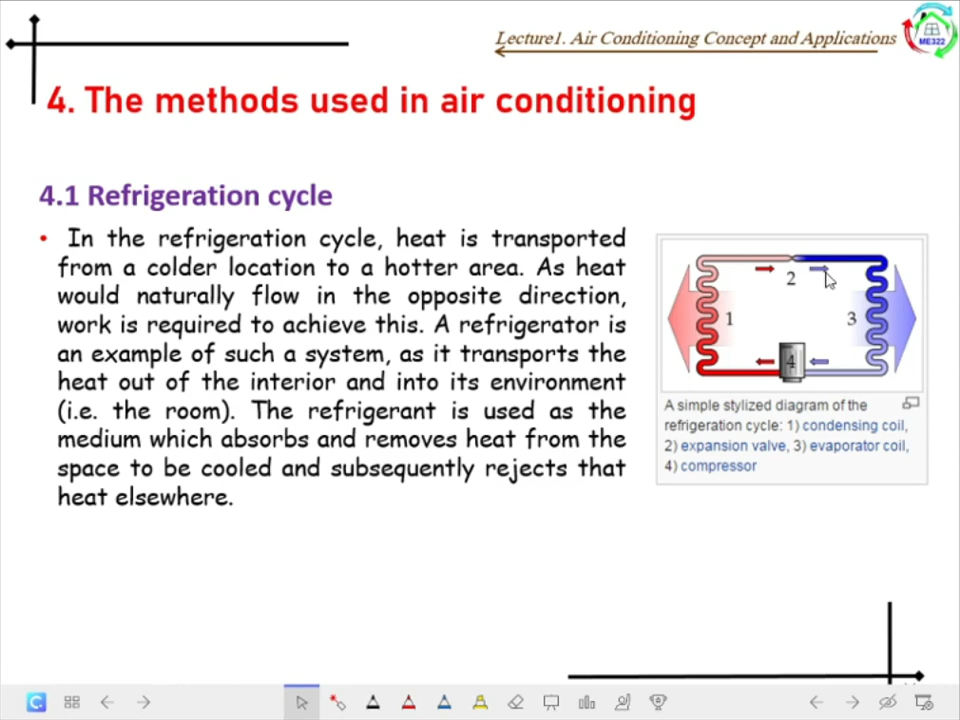 Lecture1. Air Conditioning Concept and Applications
ME322
4. The methods used in air conditioning
4.1 Refrigeration cycle
• In the refrigeration cycle, heat is transported
from a colder location to a hotter area. As heat
would naturally flow in the opposite direction,
work is required to achieve this. A refrigerator is
an example of such a system, as it transports the
heat out of the interior and into its environment
(i.e. the room). The refrigerant is used as the
medium which absorbs and removes heat from the
space to be cooled and subsequently rejects that
heat elsewhere.
2
1
3
4
A simple stylized diagram of the
refrigeration cycle: 1) condensing coil,
2) expansion valve, 3) evaporator coil,
4) compressor